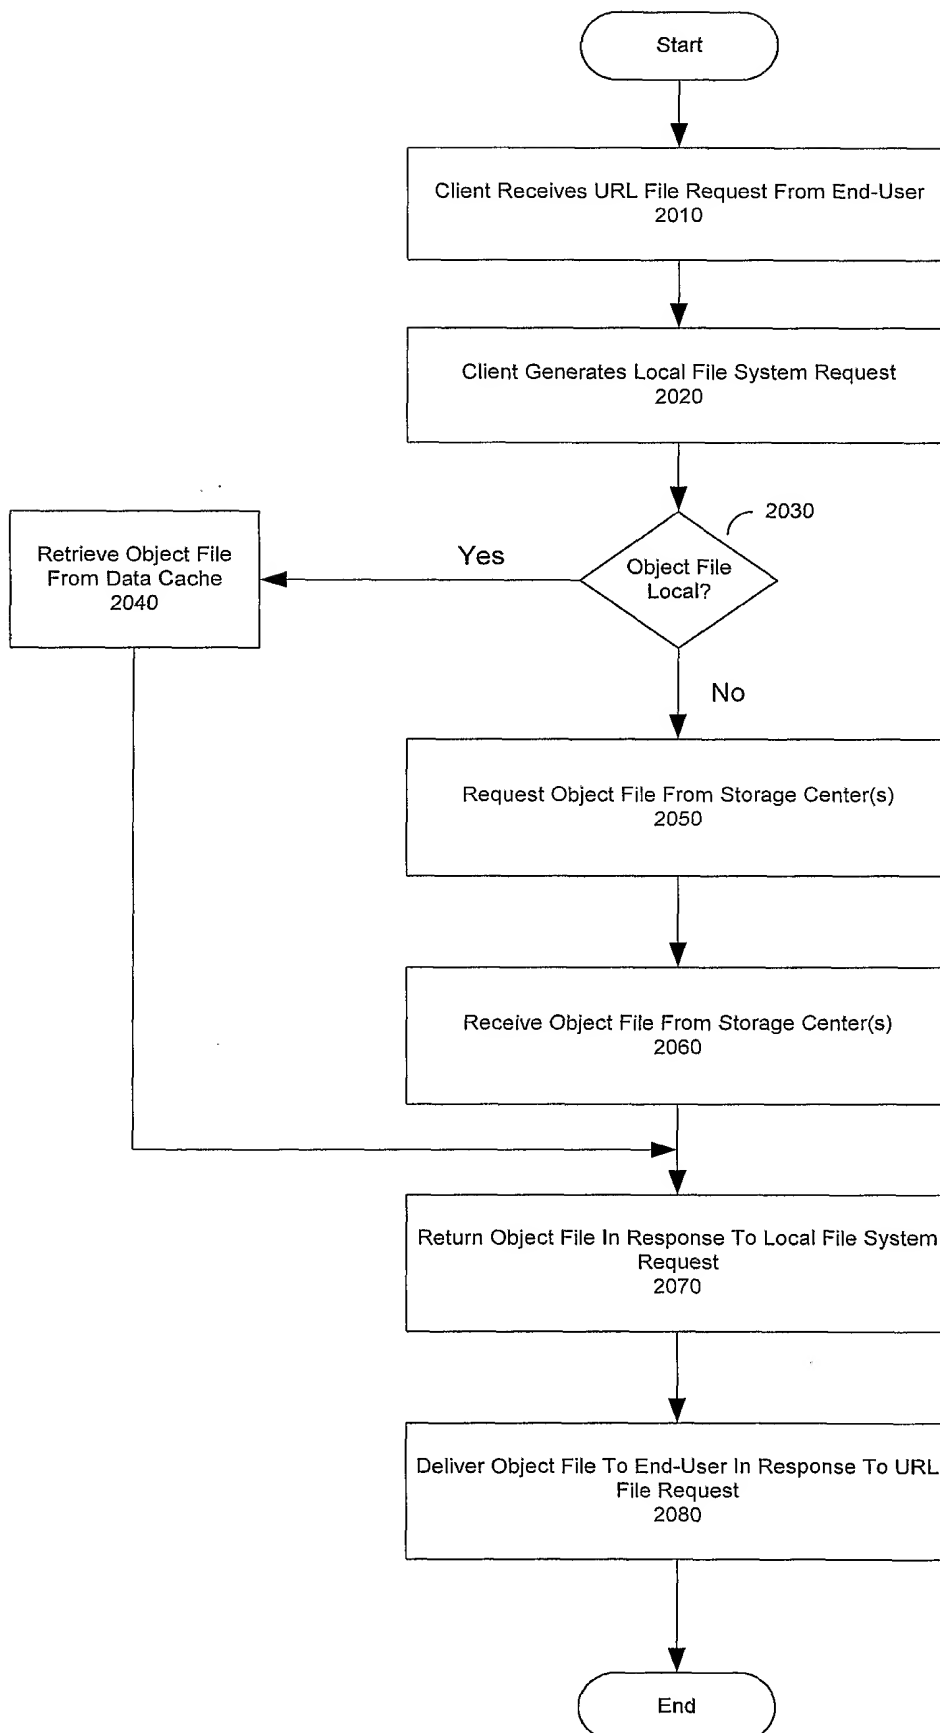 Start
Client Receives URL File Request From End-User
2010
Client Generates Local File System Request
2020
2030
Object File
Local?
Yes
Retrieve Object File
From Data Cache
2040
No
Request Object File From Storage Center(s)
2050
Receive Object File From Storage Center(s)
2060
Return Object File In Response To Local File System
Request
2070
Deliver Object File To End-User In Response To URL
File Request
2080
End